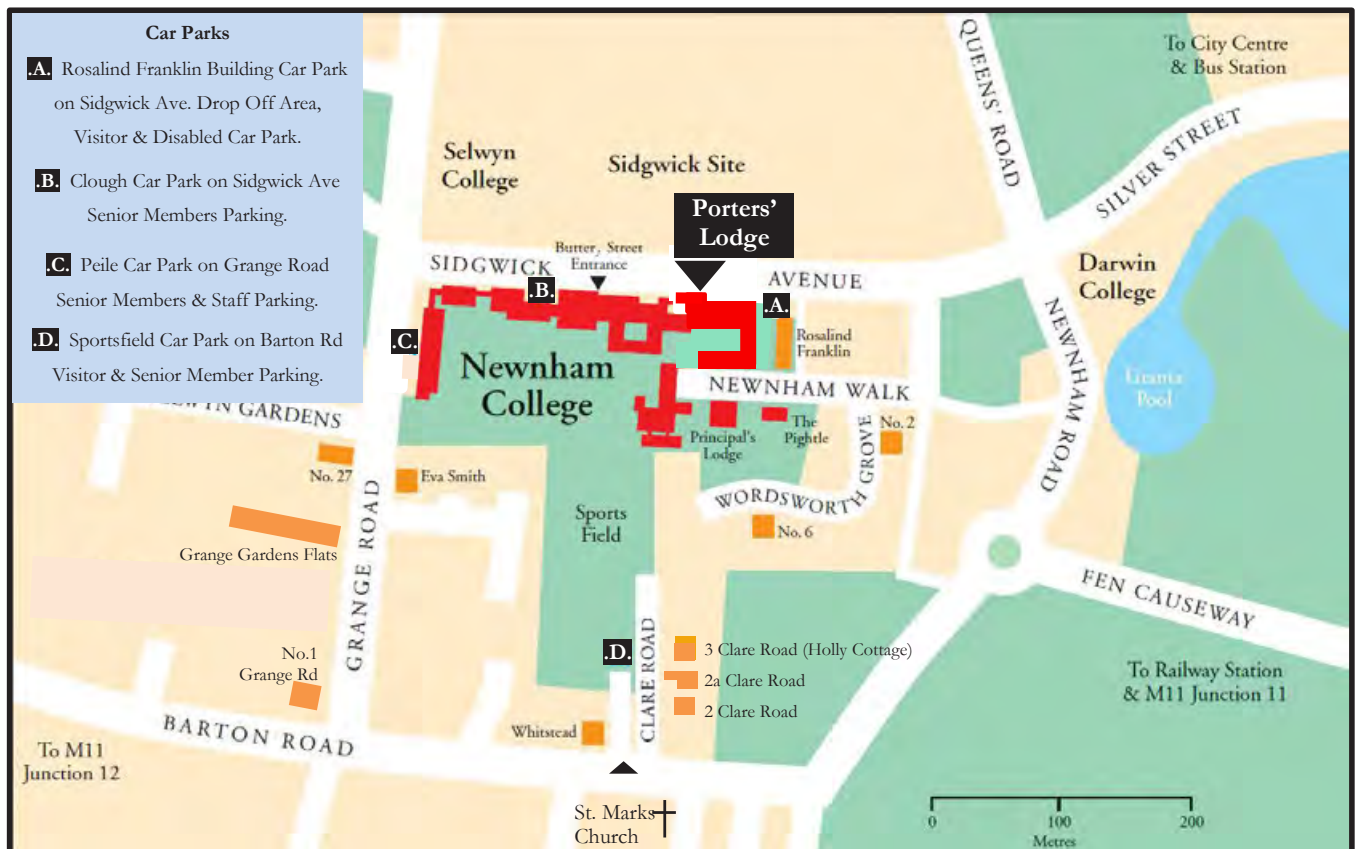 Car Parks
.A. Rosalind Franklin Building Car Park
on Sidgwick Ave. Drop Off Area,
Visitor & Disabled Car Park.
.B. Clough Car Park on Sidgwick Ave
Senior Members Parking.
.C. Peile Car Park on Grange Road
Senior Members & Staff Parking.
.D. Sportsfield Car Park on Barton Rd
Visitor & Senior Member Parking.
QUEENS' ROAD
To City Centre
& Bus Station
SILVER STREET
Selwyn
College
Sidgwick Site
Porters'
Lodge
Buttery, Street
Entrance
SIDGWICK
AVENUE
Darwin
College
.A.
.B.
.C.
Rosalind
Franklin
Newnham
College
NEWNHAM WALK
NEWNHAM ROAD
Granta
Pool
GARDENS
Principal's
Lodge
The
Pightle
No. 2
No. 27
Eva Smith
WORDSWORTH GROVE
No. 6
Sports
Field
Grange Gardens Flats
GRANGE ROAD
FEN CAUSEWAY
No.1
Grange Rd
.D.
CLARE ROAD
3 Clare Road (Holly Cottage)
2a Clare Road
2 Clare Road
To Railway Station
& M11 Junction 11
Whitstead
BARTON ROAD
To M11
Junction 12
St. Marks
Church
0 100 200
Metres